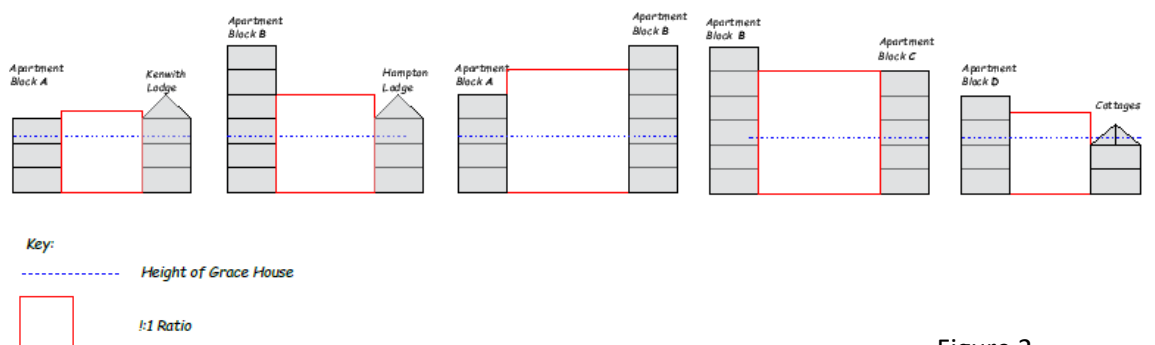 Apartment
Block A
Kenwith
Lodge
Apartment
Block B
Hampton
Lodge
Apartment
Block A
Apartment
Block B
Apartment
Block B
Apartment
Block C
Apartment
Block D
Cottages
Key:
Height of Grace House
!:1 Ratio